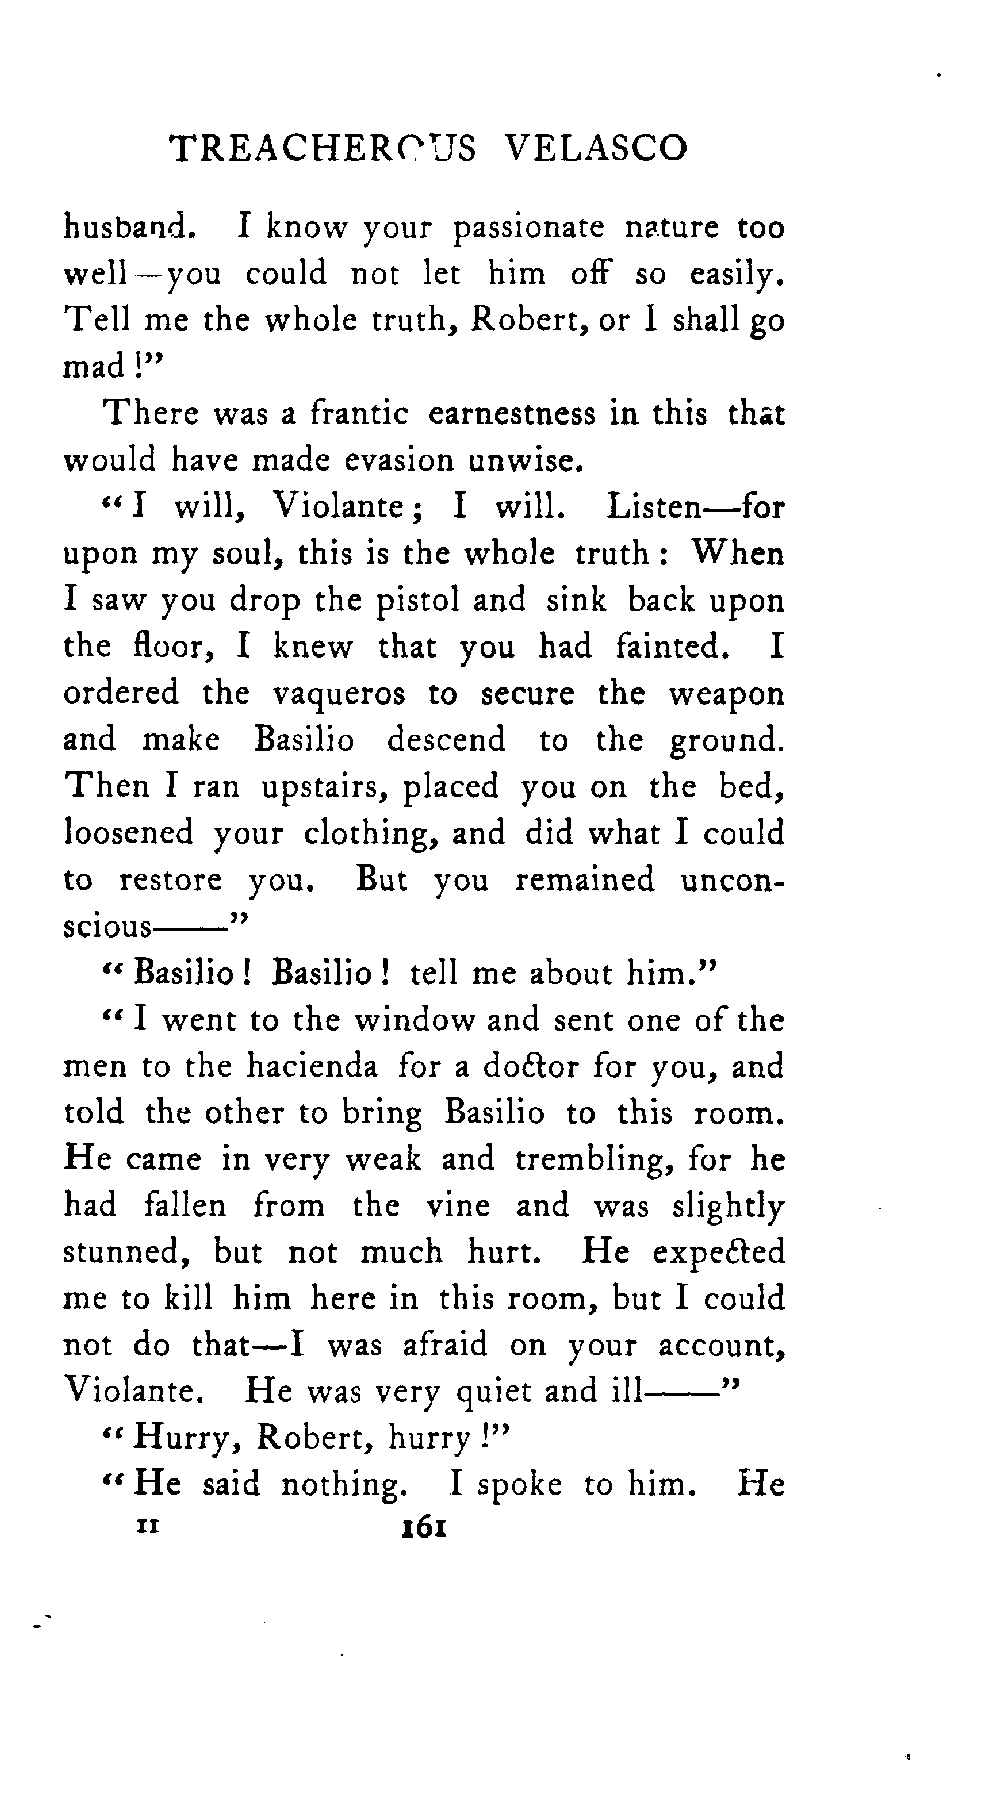 TREACHEROUS VELASCO
husband. I know your passionate nature too
well—you could not let him off so easily.
Tell me the whole truth, Robert, or I shall go
mad !”
There was a frantic earnestness in this that
would have made evasion unwise.
“ I will, Violante ; I will. Listen—for
upon my soul, this is the whole truth : When
I saw you drop the pistol and sink back upon
the floor, I knew that you had fainted. I
ordered the vaqueros to secure the weapon
and make Basilio descend to the ground.
Then I ran upstairs, placed you on the bed,
loosened your clothing, and did what I could
to restore you. But you remained uncon-
scious——”
“ Basilio ! Basilio ! tell me about him.”
“ I went to the window and sent one of the
men to the hacienda for a doctor for you, and
told the other to bring Basilio to this room.
He came in very weak and trembling, for he
had fallen from the vine and was slightly
stunned, but not much hurt. He expected
me to kill him here in this room, but I could
not do that—I was afraid on your account,
Violante. He was very quiet and ill——”
“ Hurry, Robert, hurry !”
“ He said nothing. I spoke to him. He
11 161